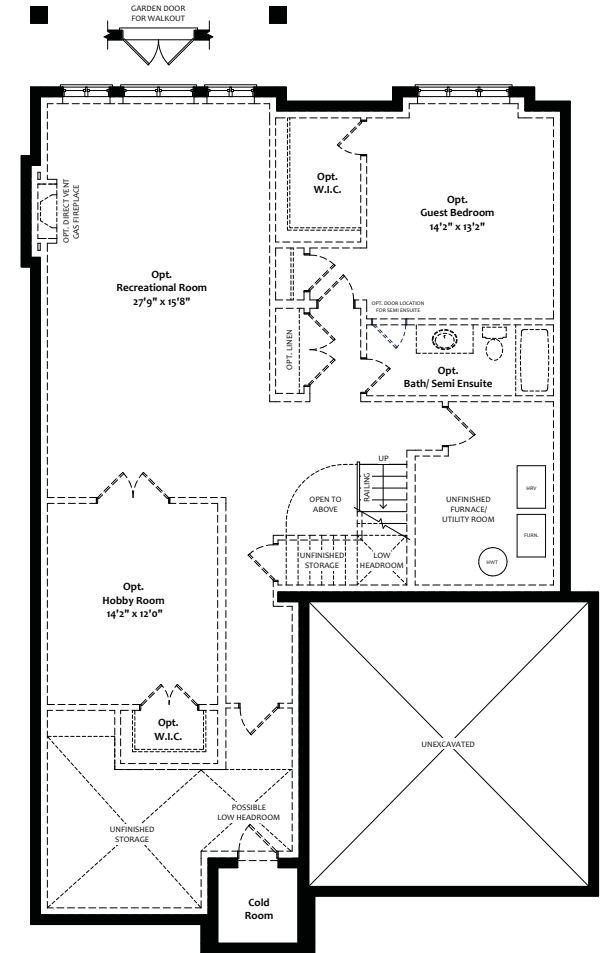 GARDEN DOOR
FOR WALKOUT
OPT. DIRECT VENT
GAS FIREPLACE
Opt.
W.I.C.
Opt.
Guest Bedroom
14'2" x 13'2"
Opt.
Recreational Room
27'9" x 15'8"
OPT. DOOR LOCATION
FOR SEMI ENSUITE
OPT. LINEN
Opt.
Bath/ Semi Ensuite
UP
RAILING
OPEN TO
ABOVE
UNFINISHED
FURNACE/
UTILITY ROOM
HRV
FURN.
HWT
UNFINISHED
STORAGE
LOW
HEADROOM
Opt.
Hobby Room
14'2" x 12'0"
Opt.
W.I.C.
UNEXCAVATED
POSSIBLE
LOW HEADROOM
UNFINISHED
STORAGE
Cold
Room